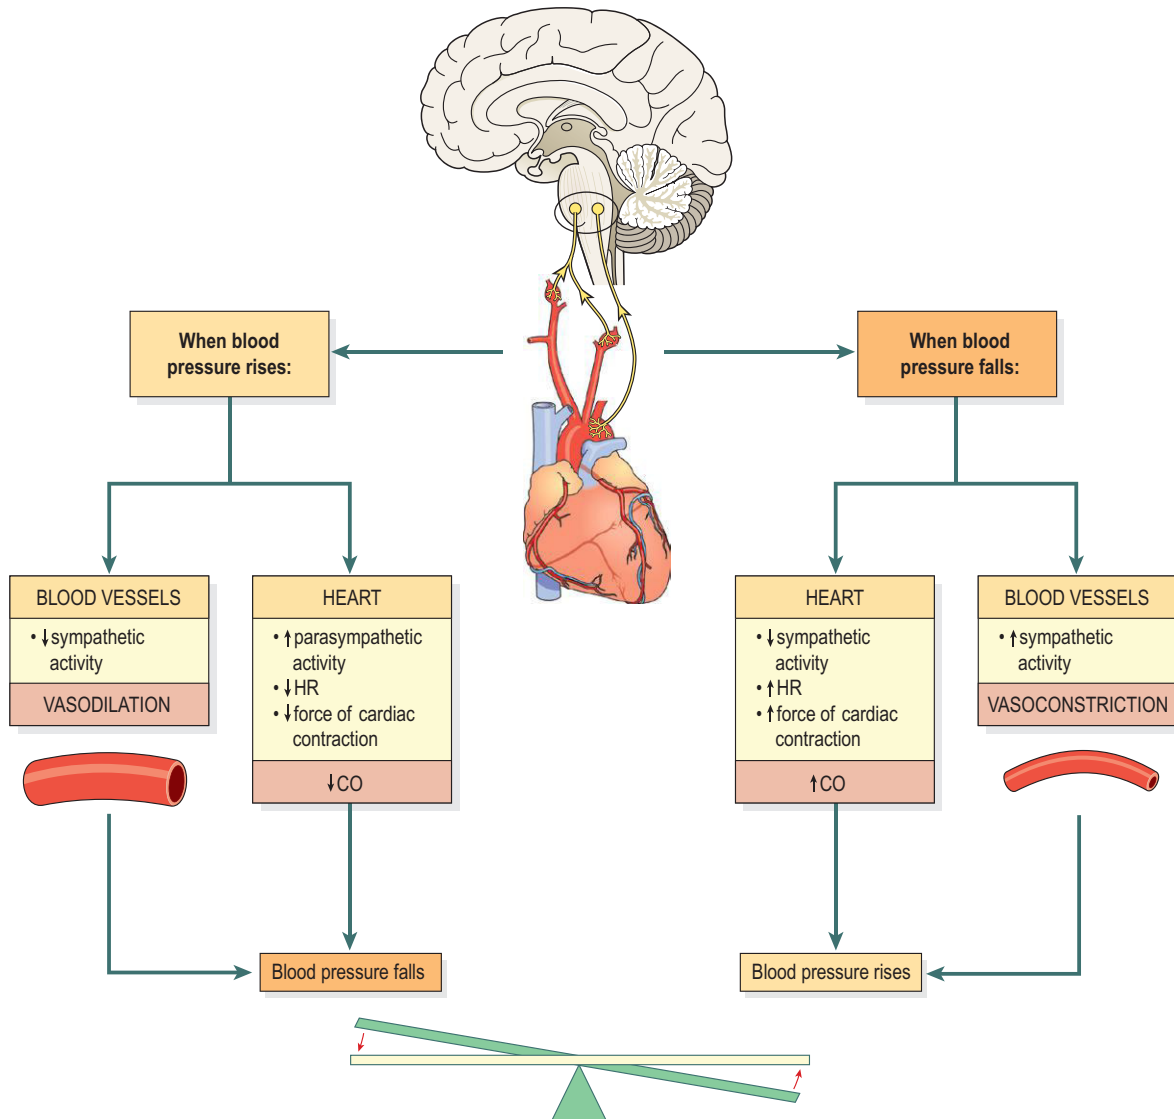 When blood
pressure rises:
When blood
pressure falls:
BLOOD VESSELS
• ↓sympathetic
activity
VASODILATION
HEART
• ↑parasympathetic
activity
• ↓HR
• ↓force of cardiac
contraction
↓CO
HEART
• ↓sympathetic
activity
• ↑HR
• ↑force of cardiac
contraction
↑CO
BLOOD VESSELS
• ↑sympathetic
activity
VASOCONSTRICTION
Blood pressure falls
Blood pressure rises